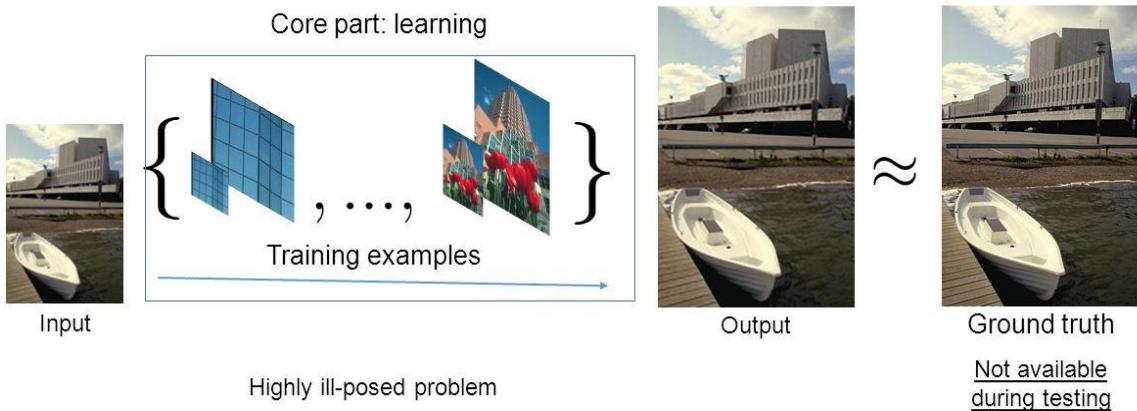 Core part: learning
{ , ..., }
Training examples
Input
Output
≈
Ground truth
Not available
during testing
Highly ill-posed problem